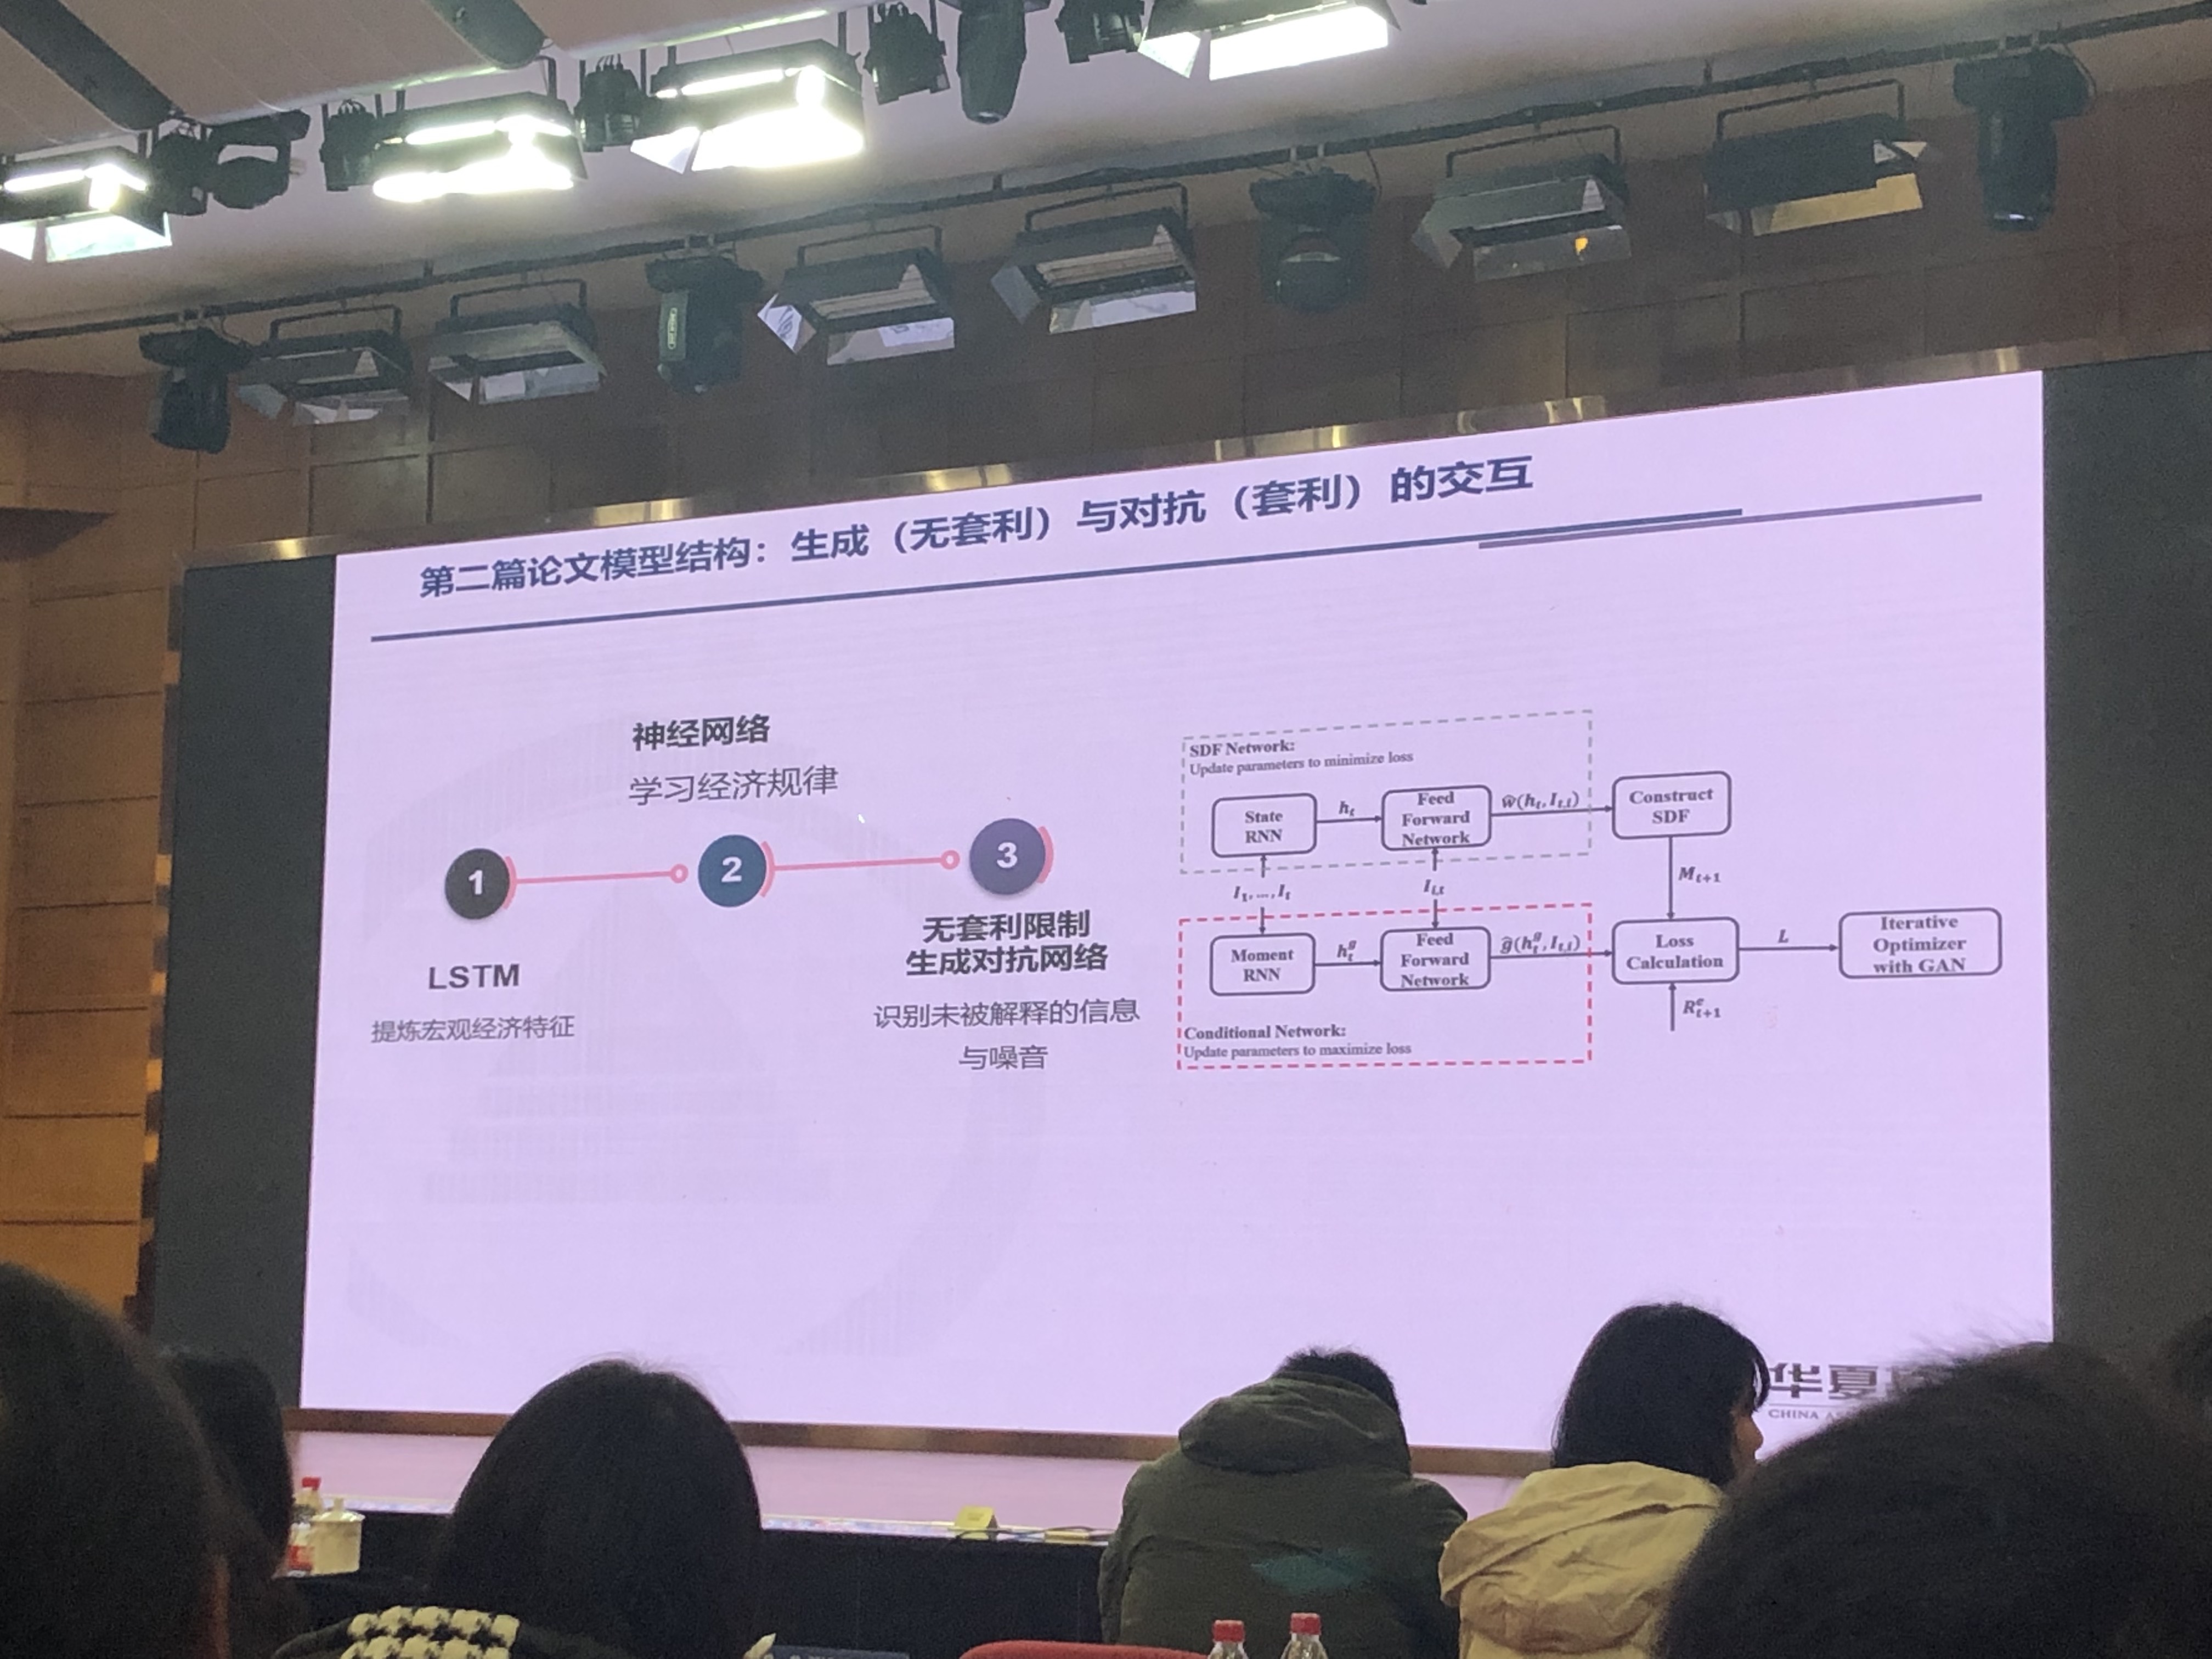 第二篇论文模型结构：生成（无套利）与对抗（套利）的交互
神经网络
学习经济规律
1
2
3
LSTM
提炼宏观经济特征
无套利限制
生成对抗网络
识别未被解释的信息
与噪音
SDF Network:
Update parameters to minimize loss
State
RNN
h_t
Feed
Forward
Network
ŵ(h_t, I_{t,i})
Construct
SDF
I_1, ..., I_t
I_{i,t}
M_{t+1}
Moment
RNN
h_t^g
Feed
Forward
Network
ĝ(h_t^g, I_{t,i})
Loss
Calculation
L
Iterative
Optimizer
with GAN
R^e_{t+1}
Conditional Network:
Update parameters to maximize loss
华夏
CHINA